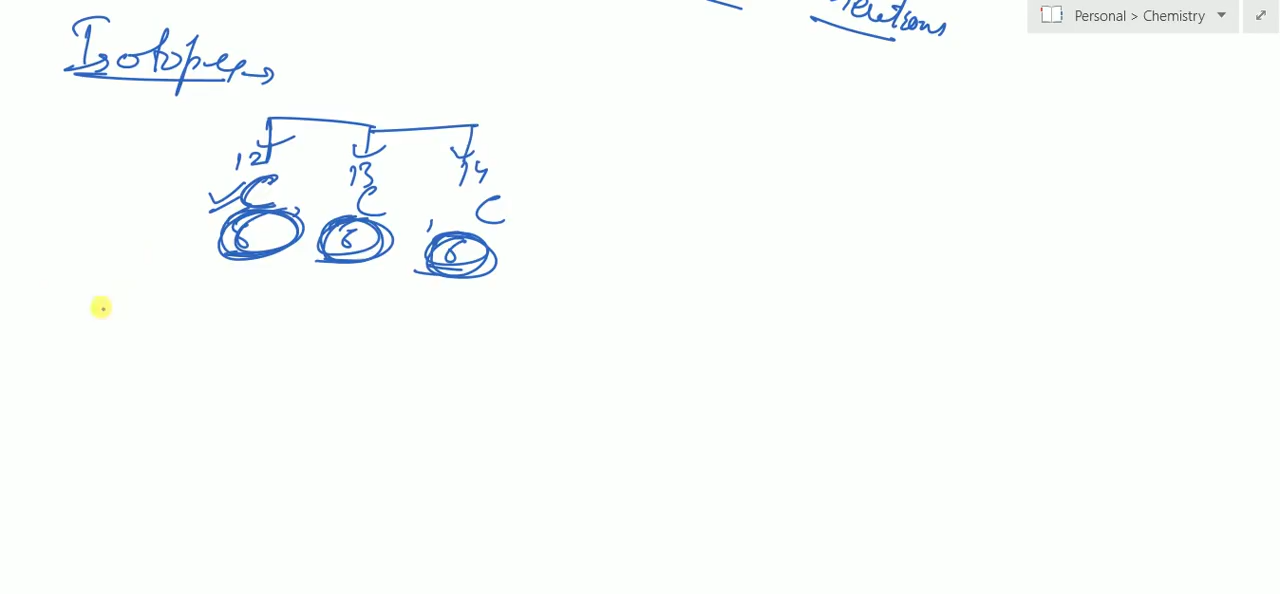 Personal > Chemistry
Isotopes →
12 13 14
C C C
6 6 6